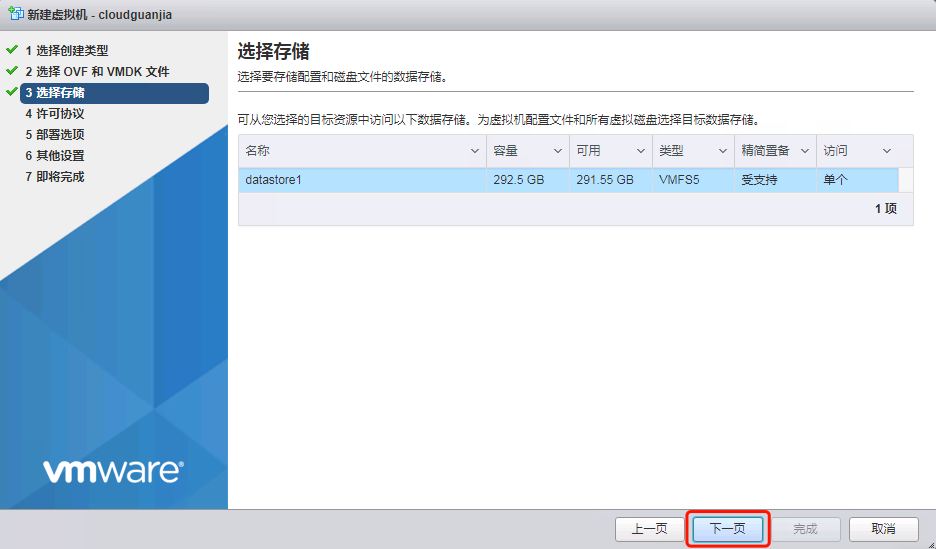 新建虚拟机 - cloudguanjia
1 选择创建类型
2 选择 OVF 和 VMDK 文件
3 选择存储
4 许可协议
5 部署选项
6 其他设置
7 即将完成
选择存储
选择要存储配置和磁盘文件的数据存储。
可从您选择的目标资源中访问以下数据存储。为虚拟机配置文件和所有虚拟磁盘选择目标数据存储。
名称 容量 可用 类型 精简置备 访问
datastore1 292.5 GB 291.55 GB VMFS5 受支持 单个
1 项
vmware®
上一页 下一页 完成 取消